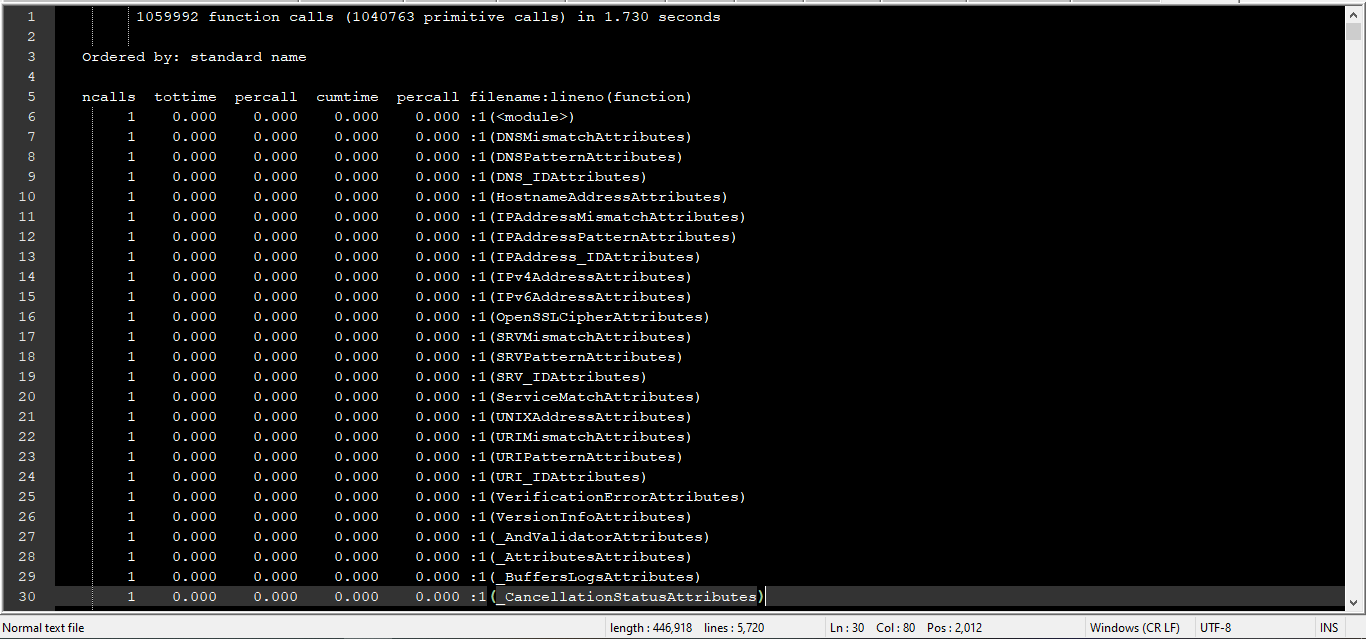 1 1059992 function calls (1040763 primitive calls) in 1.730 seconds
2
3 Ordered by: standard name
4
5 ncalls tottime percall cumtime percall filename:lineno(function)
6 1 0.000 0.000 0.000 0.000 :1(<module>)
7 1 0.000 0.000 0.000 0.000 :1(DNSMismatchAttributes)
8 1 0.000 0.000 0.000 0.000 :1(DNSPatternAttributes)
9 1 0.000 0.000 0.000 0.000 :1(DNS_IDAttributes)
10 1 0.000 0.000 0.000 0.000 :1(HostnameAddressAttributes)
11 1 0.000 0.000 0.000 0.000 :1(IPAddressMismatchAttributes)
12 1 0.000 0.000 0.000 0.000 :1(IPAddressPatternAttributes)
13 1 0.000 0.000 0.000 0.000 :1(IPAddress_IDAttributes)
14 1 0.000 0.000 0.000 0.000 :1(IPv4AddressAttributes)
15 1 0.000 0.000 0.000 0.000 :1(IPv6AddressAttributes)
16 1 0.000 0.000 0.000 0.000 :1(OpenSSLCipherAttributes)
17 1 0.000 0.000 0.000 0.000 :1(SRVMismatchAttributes)
18 1 0.000 0.000 0.000 0.000 :1(SRVPatternAttributes)
19 1 0.000 0.000 0.000 0.000 :1(SRV_IDAttributes)
20 1 0.000 0.000 0.000 0.000 :1(ServiceMatchAttributes)
21 1 0.000 0.000 0.000 0.000 :1(UNIXAddressAttributes)
22 1 0.000 0.000 0.000 0.000 :1(URIMismatchAttributes)
23 1 0.000 0.000 0.000 0.000 :1(URIPatternAttributes)
24 1 0.000 0.000 0.000 0.000 :1(URI_IDAttributes)
25 1 0.000 0.000 0.000 0.000 :1(VerificationErrorAttributes)
26 1 0.000 0.000 0.000 0.000 :1(VersionInfoAttributes)
27 1 0.000 0.000 0.000 0.000 :1(_AndValidatorAttributes)
28 1 0.000 0.000 0.000 0.000 :1(_AttributesAttributes)
29 1 0.000 0.000 0.000 0.000 :1(_BuffersLogsAttributes)
30 1 0.000 0.000 0.000 0.000 :1(_CancellationStatusAttributes)
Normal text file length : 446,918 lines : 5,720 Ln : 30 Col : 80 Pos : 2,012 Windows (CR LF) UTF-8 INS